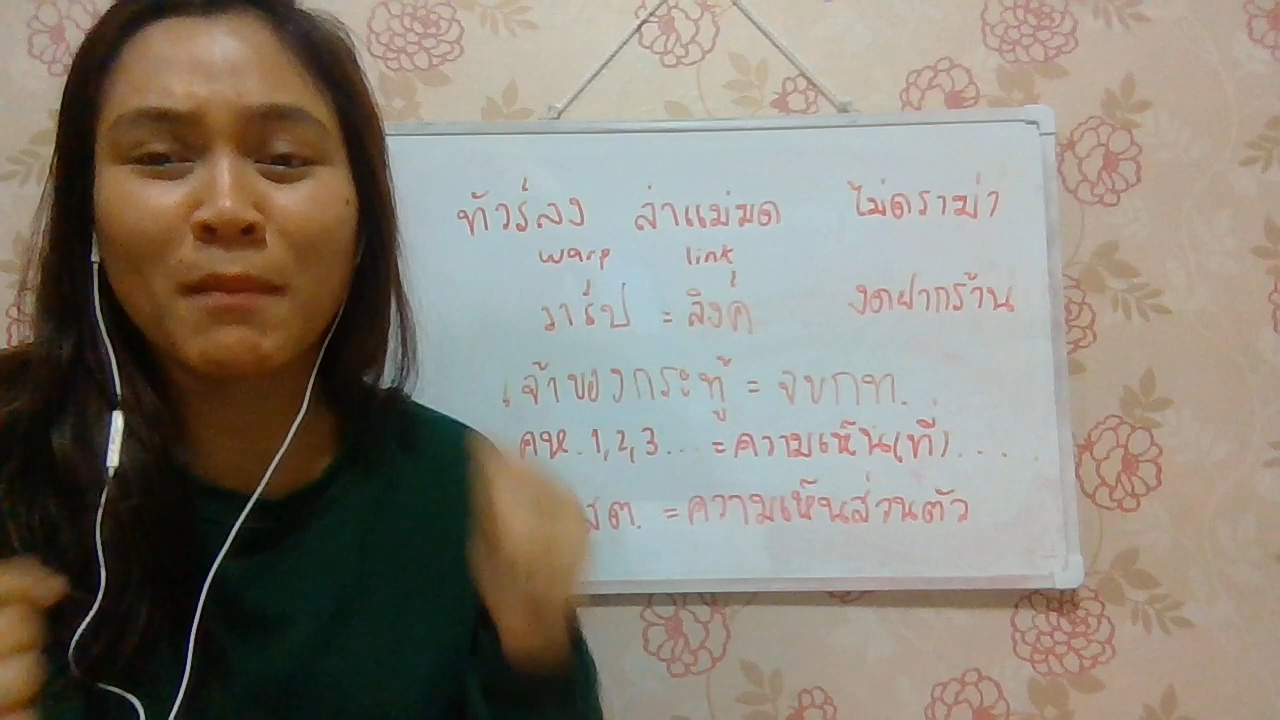 ทัวร์ลง ล่าแม่มด ไม่ดราม่า
warp link
วาร์ป = ลิงค์ งดฝากร้าน
เจ้าของกระทู้ = จขกท.
คห. 1,2,3... = ความเห็น(ที่)....
สต. = ความเห็นส่วนตัว